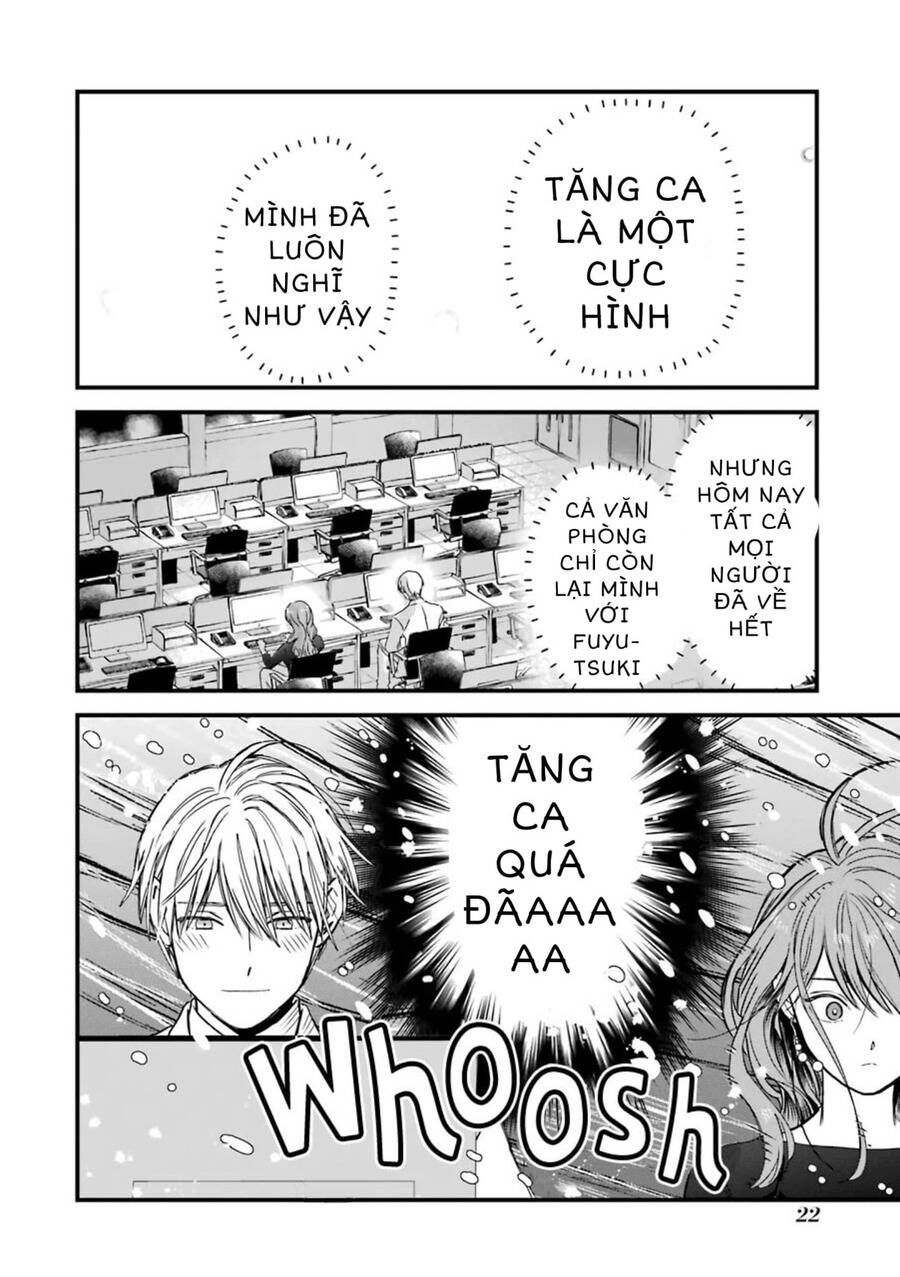 TĂNG CA
LÀ MỘT
CỰC
HÌNH
MÌNH ĐÃ
LUÔN
NGHĨ
NHƯ VẬY
NHƯNG
HÔM NAY
TẤT CẢ
MỌI
NGƯỜI
ĐÃ VỀ
HẾT
CẢ VĂN
PHÒNG
CHỈ CÒN
LẠI MÌNH
VỚI
FUYU-
TSUKI
TĂNG
CA
QUÁ
ĐÃAAA
AA
WHOOSH
22